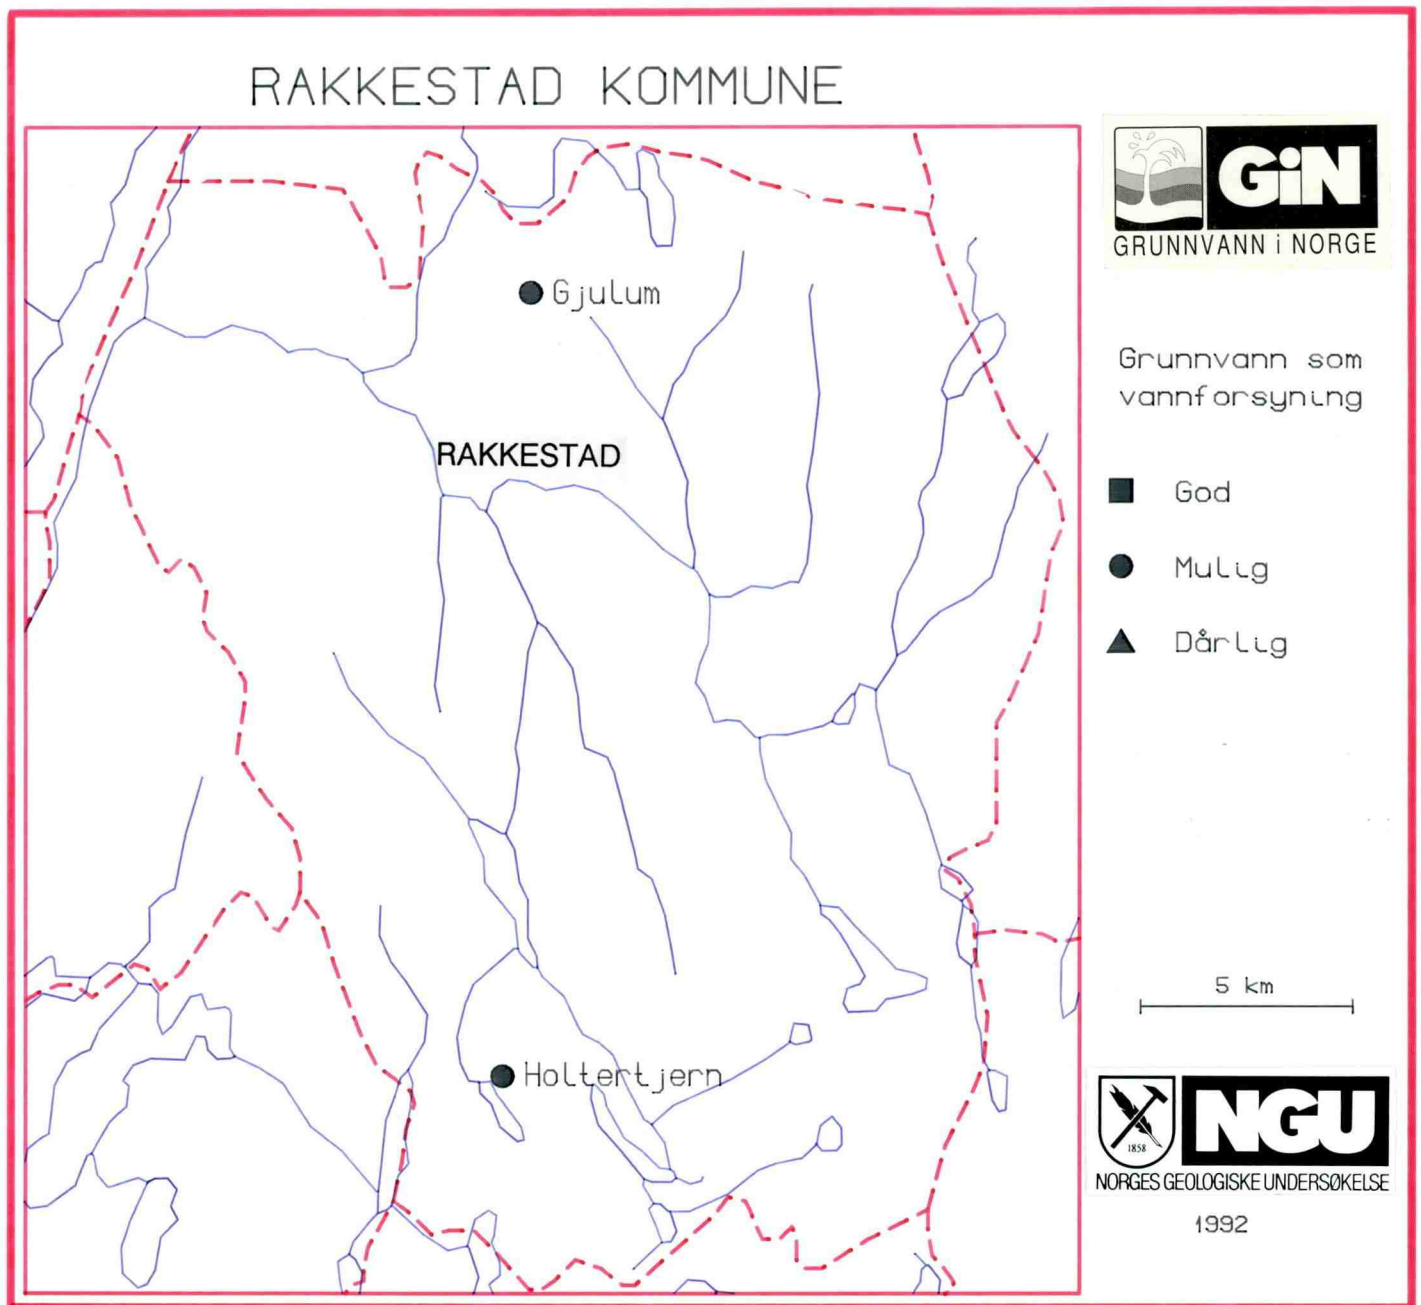 RAKKESTAD KOMMUNE
GiN
GRUNNVANN i NORGE
Gjulum
Grunnvann som
vannforsyning
RAKKESTAD
God
Mulig
Dårlig
5 km
Holtertjern
1858
NGU
NORGES GEOLOGISKE UNDERSØKELSE
1992